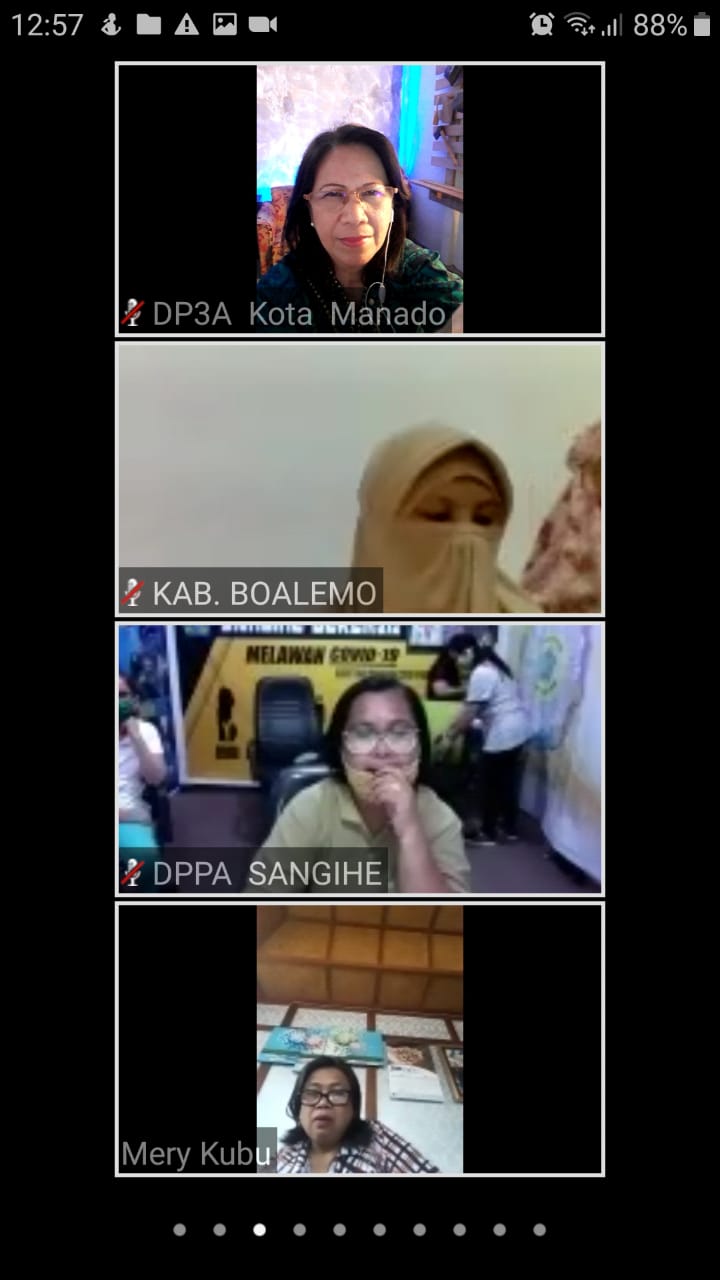 12:57
88%
DP3A Kota Manado
KAB. BOALEMO
MELAWAN COVID-19
DPPA SANGIHE
Mery Kubu